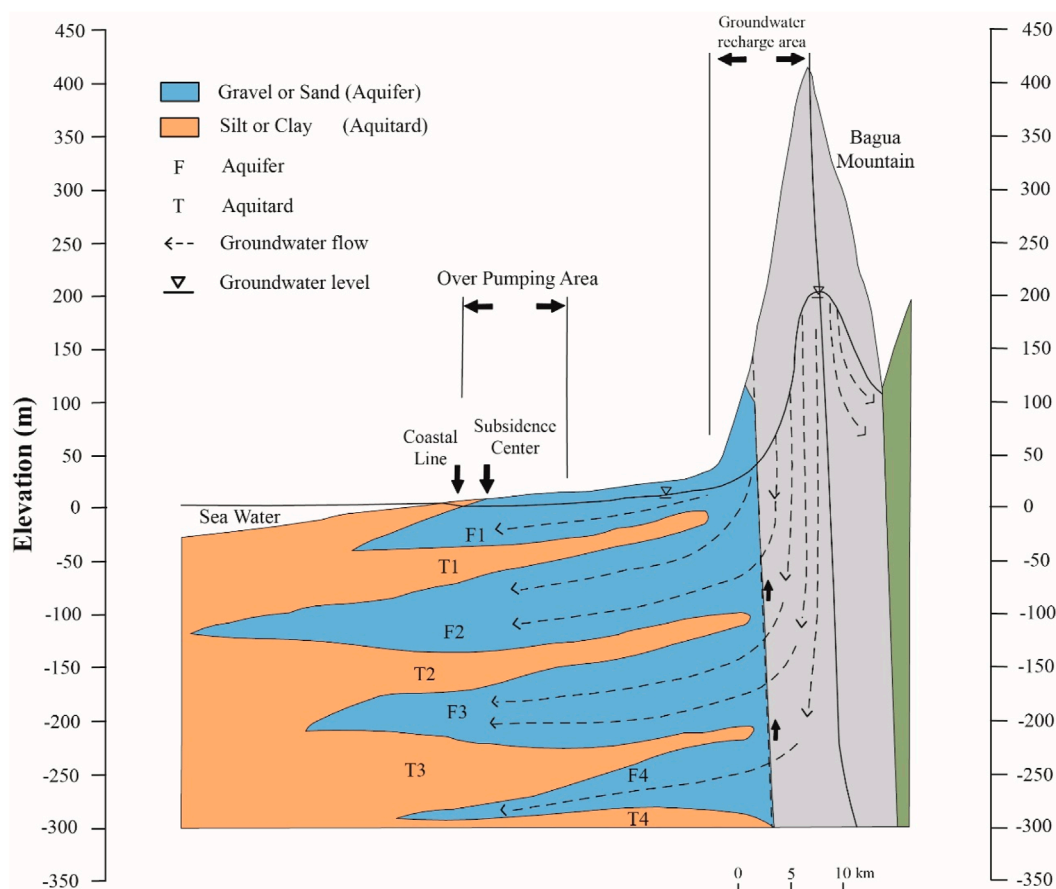 Groundwater
recharge area
450
400
350
300
250
200
150
100
50
0
-50
-100
-150
-200
-250
-300
-350
Elevation (m)
Gravel or Sand (Aquifer)
Silt or Clay (Aquitard)
F Aquifer
T Aquitard
Groundwater flow
Groundwater level
Bagua
Mountain
Over Pumping Area
Coastal
Line
Subsidence
Center
Sea Water
F1
T1
F2
T2
F3
T3
F4
T4
450
400
350
300
250
200
150
100
50
0
-50
-100
-150
-200
-250
-300
-350
0 5 10 km